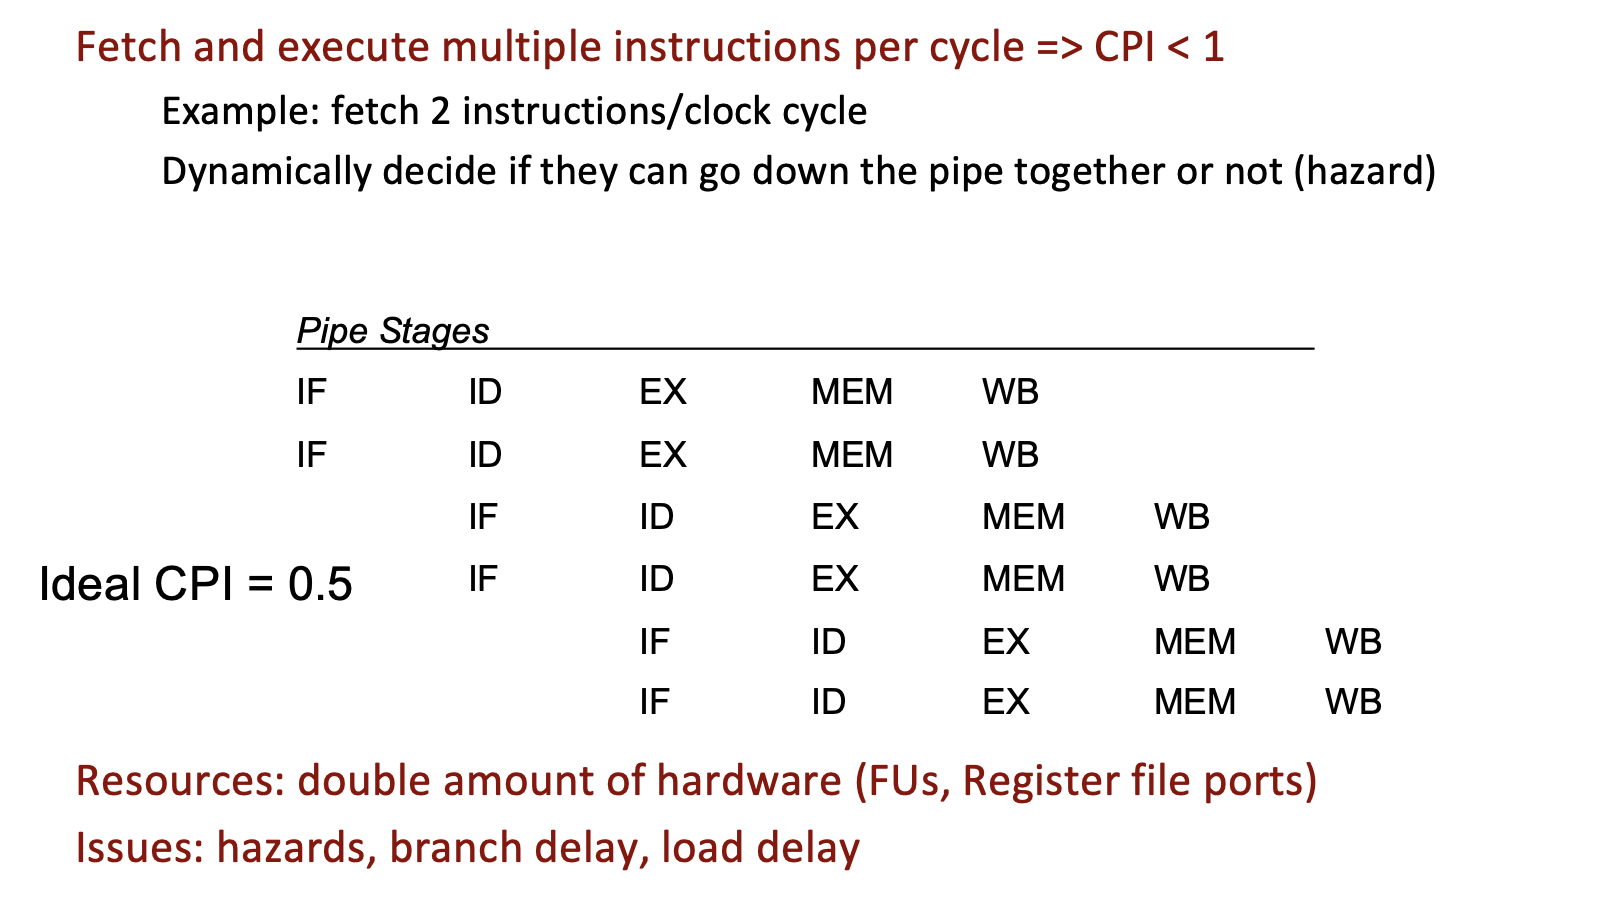 Fetch and execute multiple instructions per cycle => CPI < 1
Example: fetch 2 instructions/clock cycle
Dynamically decide if they can go down the pipe together or not (hazard)
Pipe Stages
IF ID EX MEM WB
IF ID EX MEM WB
IF ID EX MEM WB
Ideal CPI = 0.5
IF ID EX MEM WB
IF ID EX MEM WB
IF ID EX MEM WB
Resources: double amount of hardware (FUs, Register file ports)
Issues: hazards, branch delay, load delay